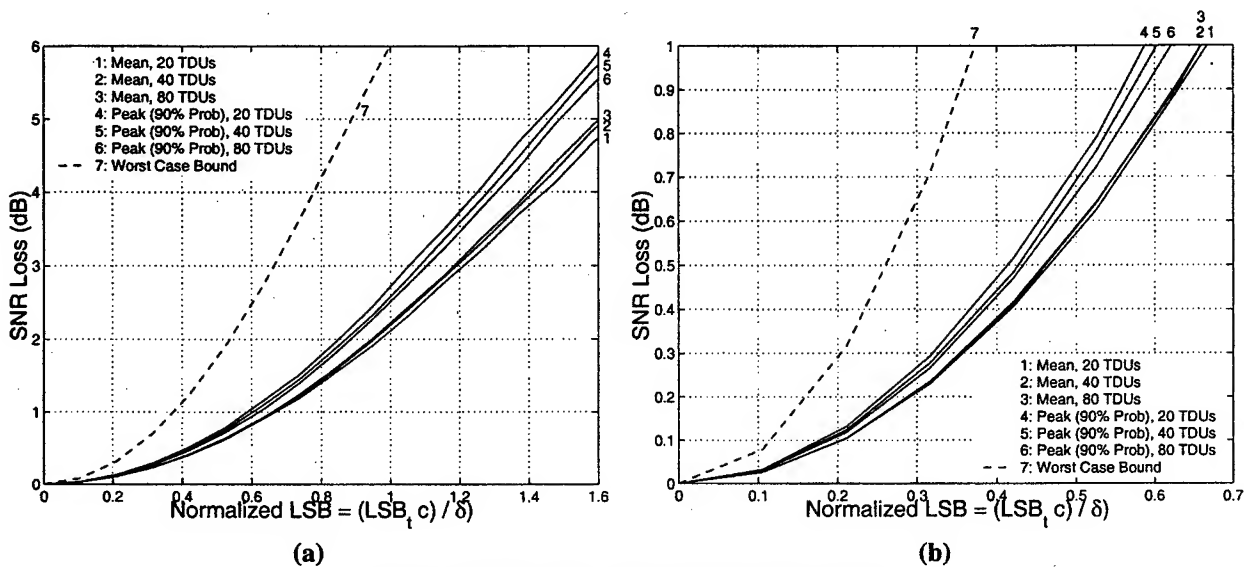 6
5
4
3
2
1
0
SNR Loss (dB)
1: Mean, 20 TDUs
2: Mean, 40 TDUs
3: Mean, 80 TDUs
4: Peak (90% Prob), 20 TDUs
5: Peak (90% Prob), 40 TDUs
6: Peak (90% Prob), 80 TDUs
7: Worst Case Bound
7
4
5
6
3
2
1
0 0.2 0.4 0.6 0.8 1 1.2 1.4 1.6
Normalized LSB = (LSB_t c) / δ)
(a)
3
7 4 5 6 2 1
1
0.9
0.8
0.7
0.6
0.5
0.4
0.3
0.2
0.1
0
SNR Loss (dB)
1: Mean, 20 TDUs
2: Mean, 40 TDUs
3: Mean, 80 TDUs
4: Peak (90% Prob), 20 TDUs
5: Peak (90% Prob), 40 TDUs
6: Peak (90% Prob), 80 TDUs
7: Worst Case Bound
0 0.1 0.2 0.3 0.4 0.5 0.6 0.7
Normalized LSB = (LSB_t c) / δ)
(b)